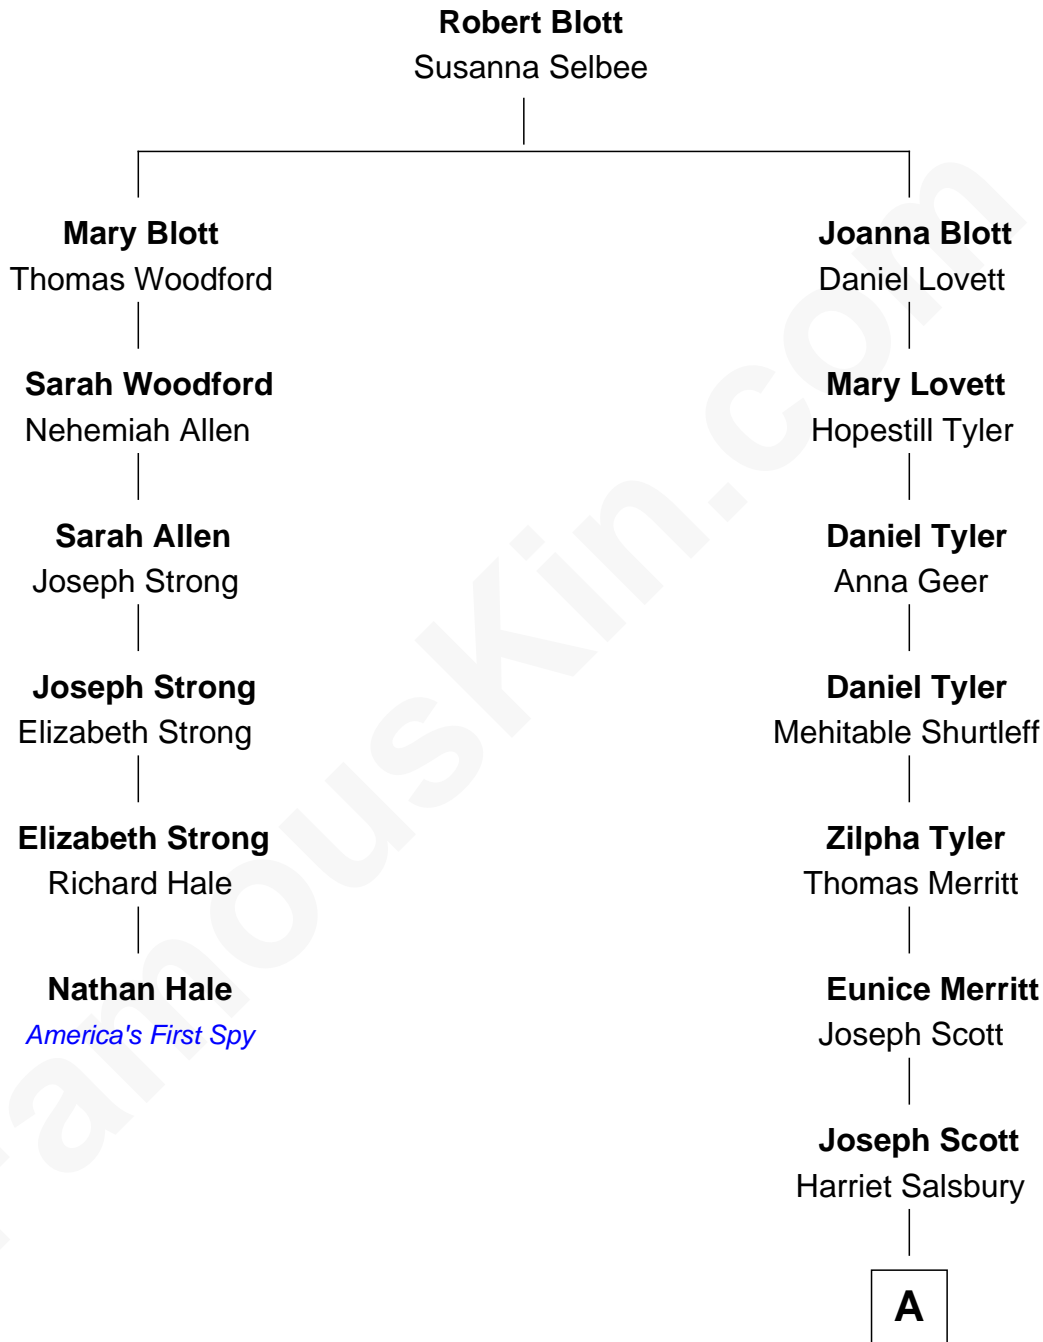 Robert Blott
Susanna Selbee
Mary Blott
Thomas Woodford
Sarah Woodford
Nehemiah Allen
Sarah Allen
Joseph Strong
Joseph Strong
Elizabeth Strong
Elizabeth Strong
Richard Hale
Nathan Hale
America's First Spy
Joanna Blott
Daniel Lovett
Mary Lovett
Hopestill Tyler
Daniel Tyler
Anna Geer
Daniel Tyler
Mehitable Shurtleff
Zilpha Tyler
Thomas Merritt
Eunice Merritt
Joseph Scott
Joseph Scott
Harriet Salsbury
A
FamousKin.com